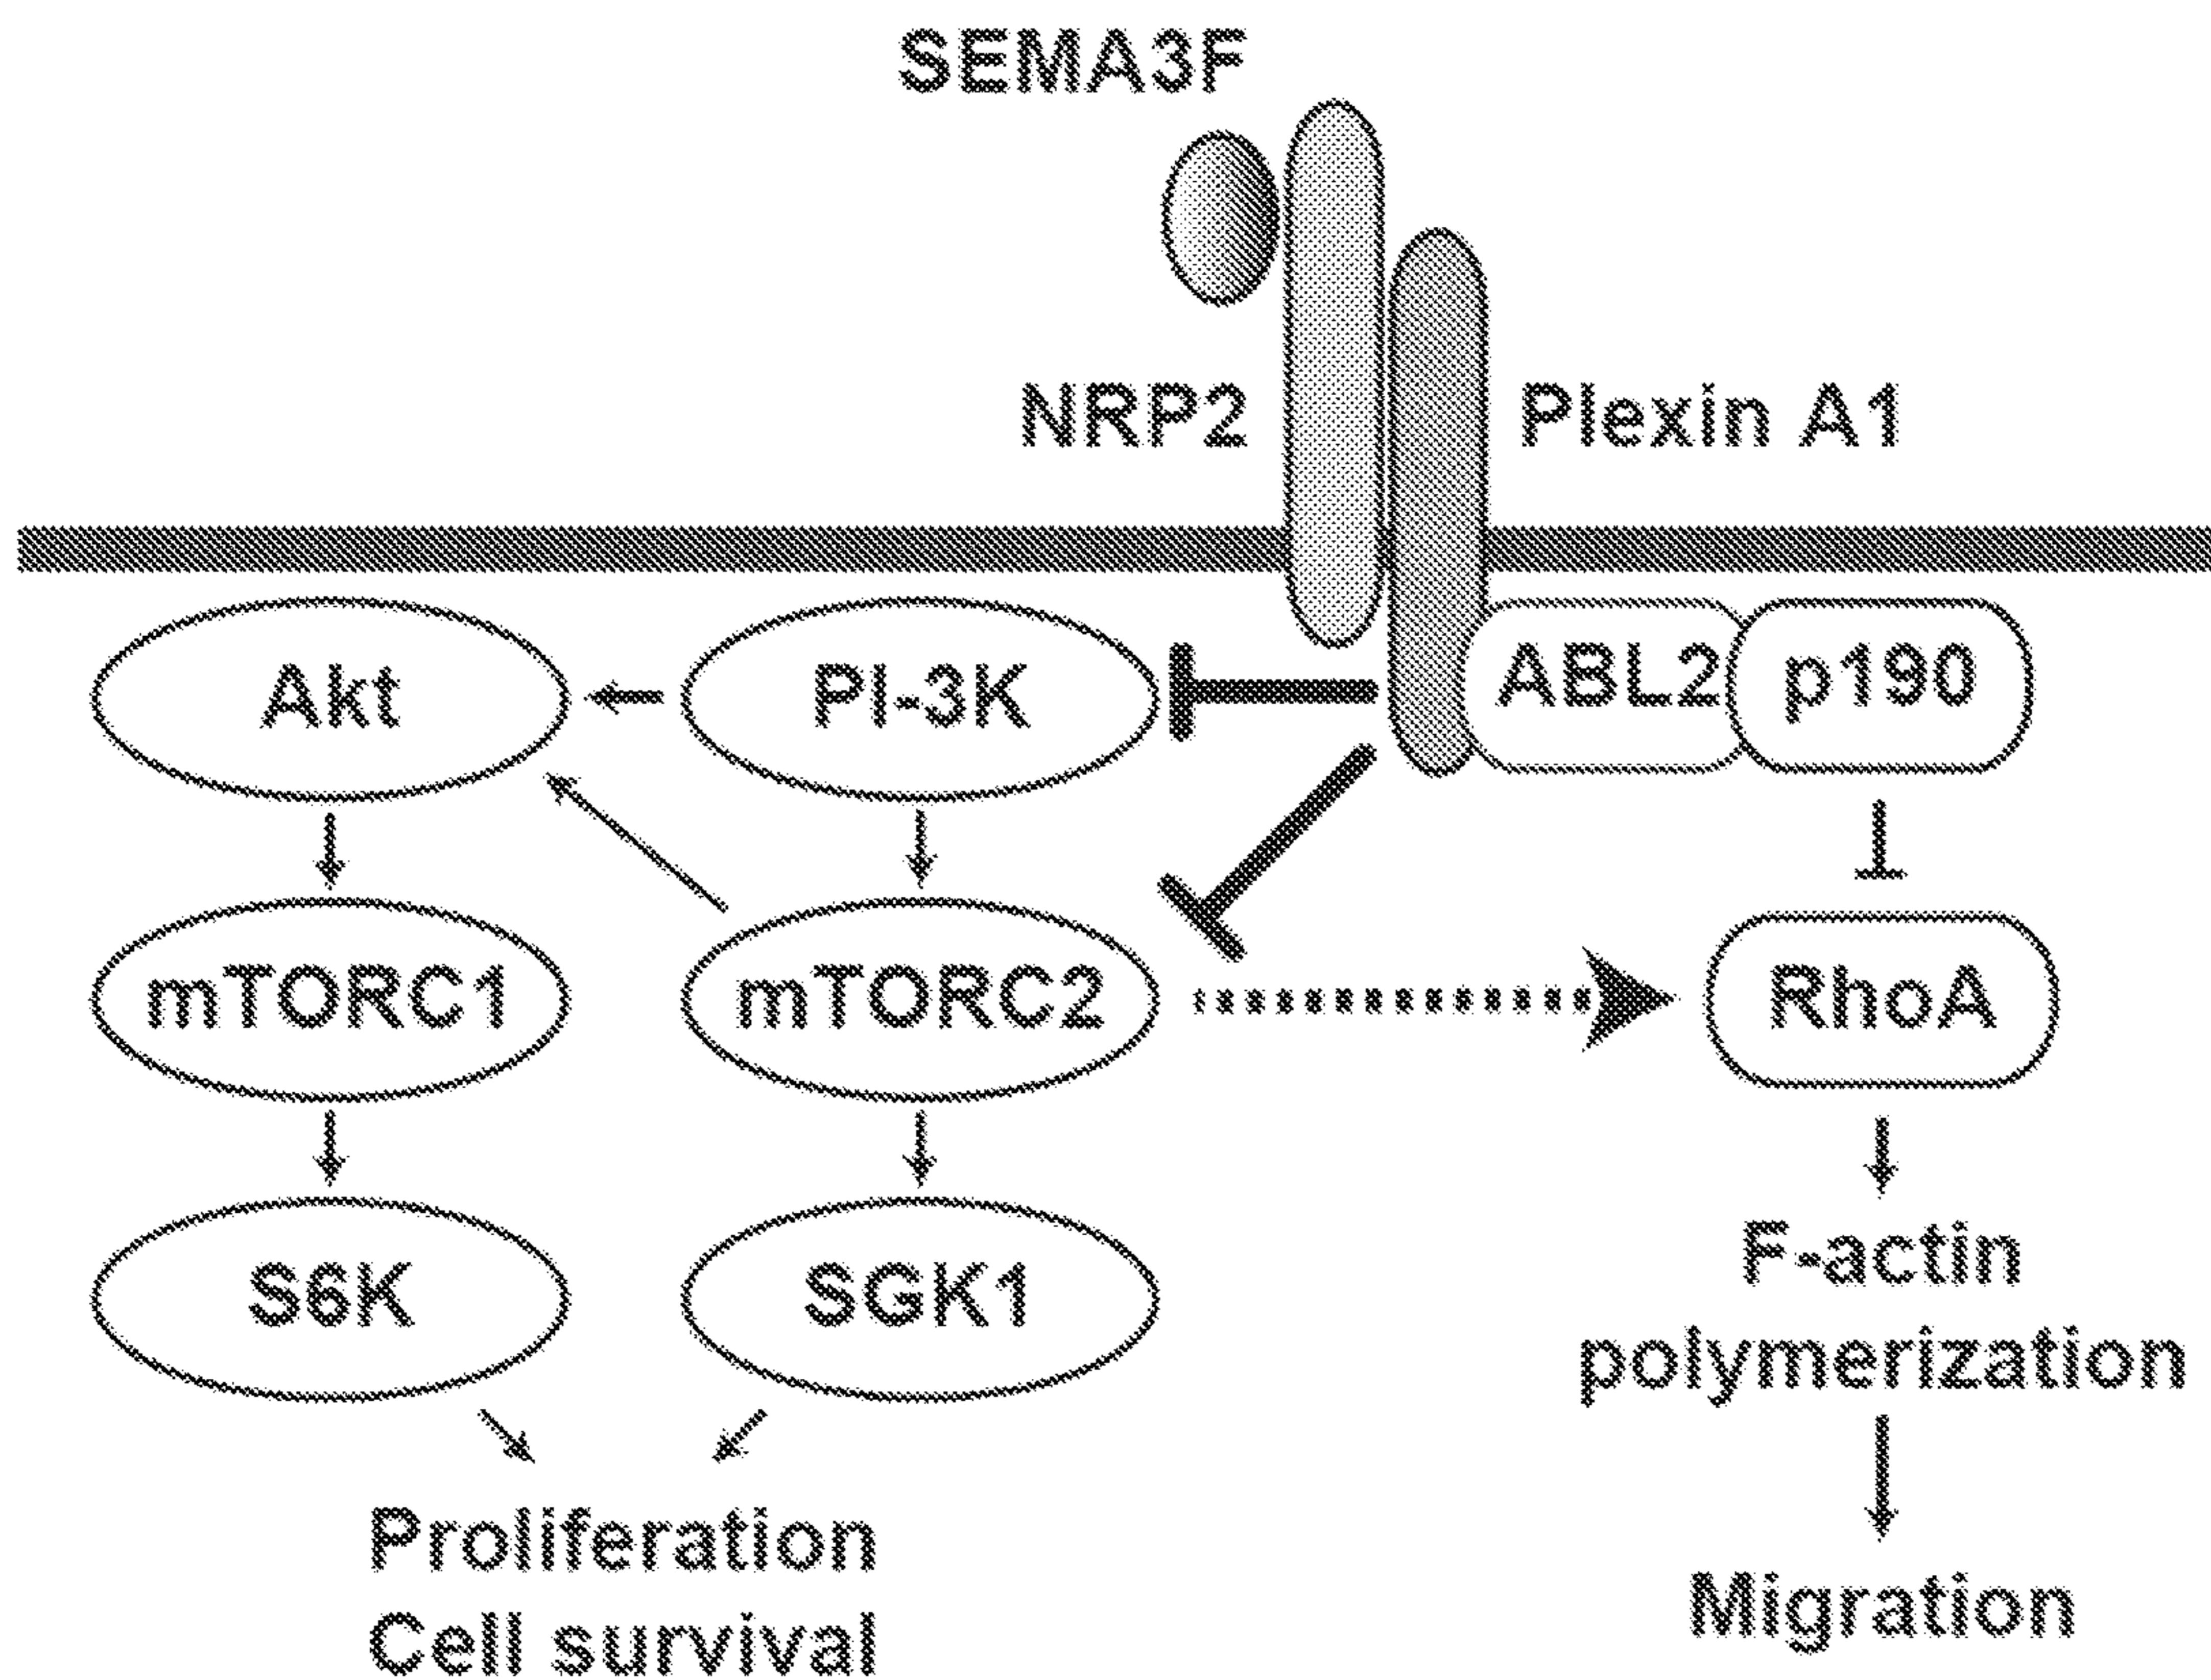 SEMA3F
NRP2
Plexin A1
Akt
PI-3K
ABL2
p190
mTORC1
mTORC2
RhoA
S6K
SGK1
F-actin
polymerization
Proliferation
Cell survival
Migration